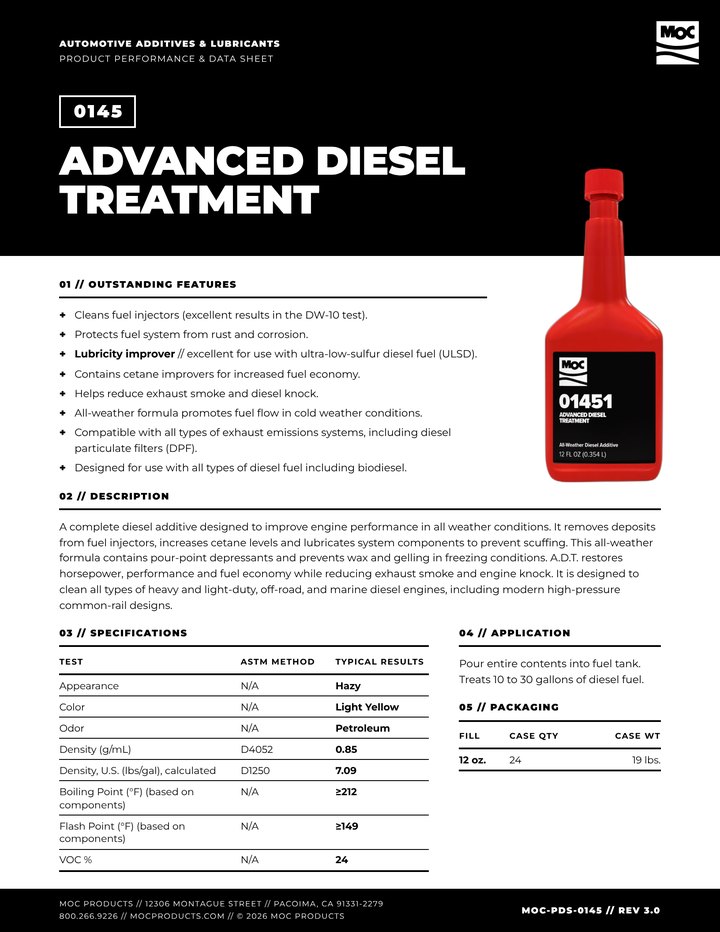 AUTOMOTIVE ADDITIVES & LUBRICANTS
PRODUCT PERFORMANCE & DATA SHEET
MOC
0145
ADVANCED DIESEL
TREATMENT
01 // OUTSTANDING FEATURES
+ Cleans fuel injectors (excellent results in the DW-10 test).
+ Protects fuel system from rust and corrosion.
+ Lubricity improver // excellent for use with ultra-low-sulfur diesel fuel (ULSD).
+ Contains cetane improvers for increased fuel economy.
+ Helps reduce exhaust smoke and diesel knock.
+ All-weather formula promotes fuel flow in cold weather conditions.
+ Compatible with all types of exhaust emissions systems, including diesel
particulate filters (DPF).
+ Designed for use with all types of diesel fuel including biodiesel.
MOC
01451
ADVANCED DIESEL
TREATMENT
All-Weather Diesel Additive
12 FL OZ (0.354 L)
02 // DESCRIPTION
A complete diesel additive designed to improve engine performance in all weather conditions. It removes deposits
from fuel injectors, increases cetane levels and lubricates system components to prevent scuffing. This all-weather
formula contains pour-point depressants and prevents wax and gelling in freezing conditions. A.D.T. restores
horsepower, performance and fuel economy while reducing exhaust smoke and engine knock. It is designed to
clean all types of heavy and light-duty, off-road, and marine diesel engines, including modern high-pressure
common-rail designs.
03 // SPECIFICATIONS
TEST ASTM METHOD TYPICAL RESULTS
Appearance N/A Hazy
Color N/A Light Yellow
Odor N/A Petroleum
Density (g/mL) D4052 0.85
Density, U.S. (lbs/gal), calculated D1250 7.09
Boiling Point (°F) (based on N/A ≥212
components)
Flash Point (°F) (based on N/A ≥149
components)
VOC % N/A 24
04 // APPLICATION
Pour entire contents into fuel tank.
Treats 10 to 30 gallons of diesel fuel.
05 // PACKAGING
FILL CASE QTY CASE WT
12 oz. 24 19 lbs.
MOC PRODUCTS // 12306 MONTAGUE STREET // PACOIMA, CA 91331-2279
800.266.9226 // MOCPRODUCTS.COM // © 2026 MOC PRODUCTS
MOC-PDS-0145 // REV 3.0